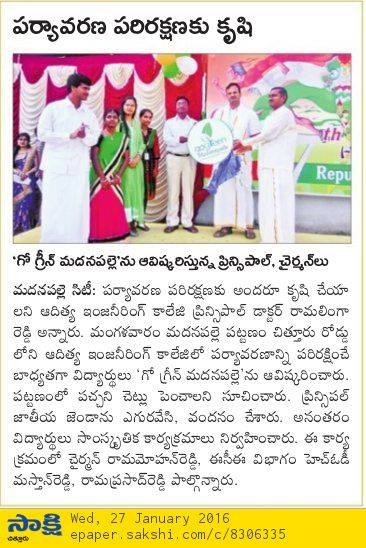 పర్యావరణ పరిరక్షణకు కృషి
go green
Madanapalle
Repu
'గో గ్రీన్ మదనపల్లె'ను ఆవిష్కరిస్తున్న ప్రిన్సిపాల్, చైర్మన్‌లు
మదనపల్లె సిటీ: పర్యావరణ పరిరక్షణకు అందరూ కృషి చేయా
లని ఆదిత్య ఇంజనీరింగ్ కాలేజి ప్రిన్సిపాల్ డాక్టర్ రామలింగా
రెడ్డి అన్నారు. మంగళవారం మదనపల్లె పట్టణం చిత్తూరు రోడ్డు
లోని ఆదిత్య ఇంజనీరింగ్ కాలేజిలో పర్యావరణాన్ని పరిరక్షించే
బాధ్యతగా విద్యార్థులు 'గో గ్రీన్ మదనపల్లె'ను ఆవిష్కరించారు.
పట్టణంలో పచ్చని చెట్లు పెంచాలని సూచించారు. ప్రిన్సిపల్
జాతీయ జెండాను ఎగురవేసి, వందనం చేశారు. అనంతరం
విద్యార్థులు సాంస్కృతిక కార్యక్రమాలు నిర్వహించారు. ఈ కార్య
క్రమంలో చైర్మన్ రామమోహన్‌రెడ్డి, ఈసీఈ విభాగం హెచ్ఓడీ
మస్తాన్‌రెడ్డి, రామప్రసాద్‌రెడ్డి పాల్గొన్నారు.
సాక్షి
చిత్తూరు
Wed, 27 January 2016
epaper.sakshi.com/c/8306335